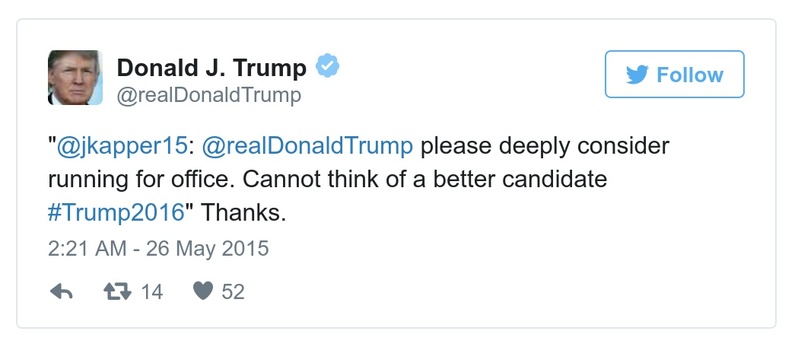 Donald J. Trump
@realDonaldTrump
Follow
"@jkapper15: @realDonaldTrump please deeply consider
running for office. Cannot think of a better candidate
#Trump2016" Thanks.
2:21 AM - 26 May 2015
14 52